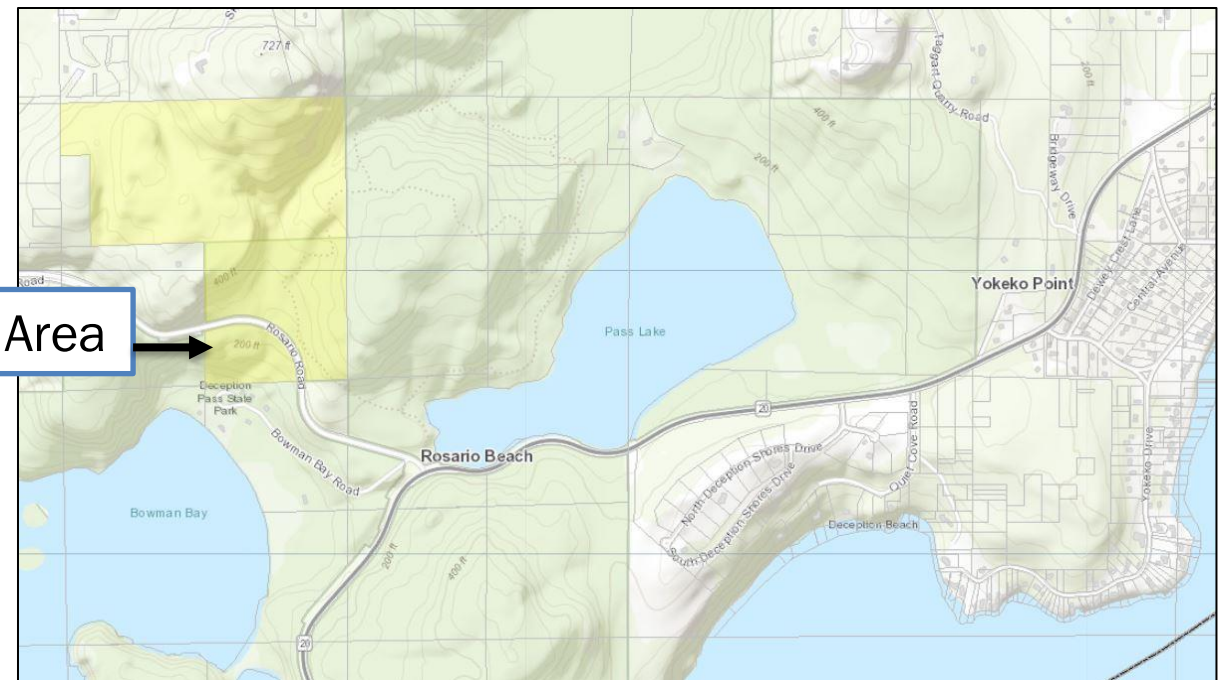 727 ft
Taggart Quarry Road
200 ft
400 ft
200 ft
Bridgeway Drive
Dewey Crest Lane
Central Avenue
Yokeko Point
400 ft
Road
Area
Rosario Road
200 ft
Pass Lake
Deception
Pass State
Park
20
Bowman Bay Road
Rosario Beach
North Deception Shores Drive
South Deception Shores Drive
Quiet Cove Road
Yokeko Drive
Bowman Bay
Deception Beach
200 ft
400 ft
20